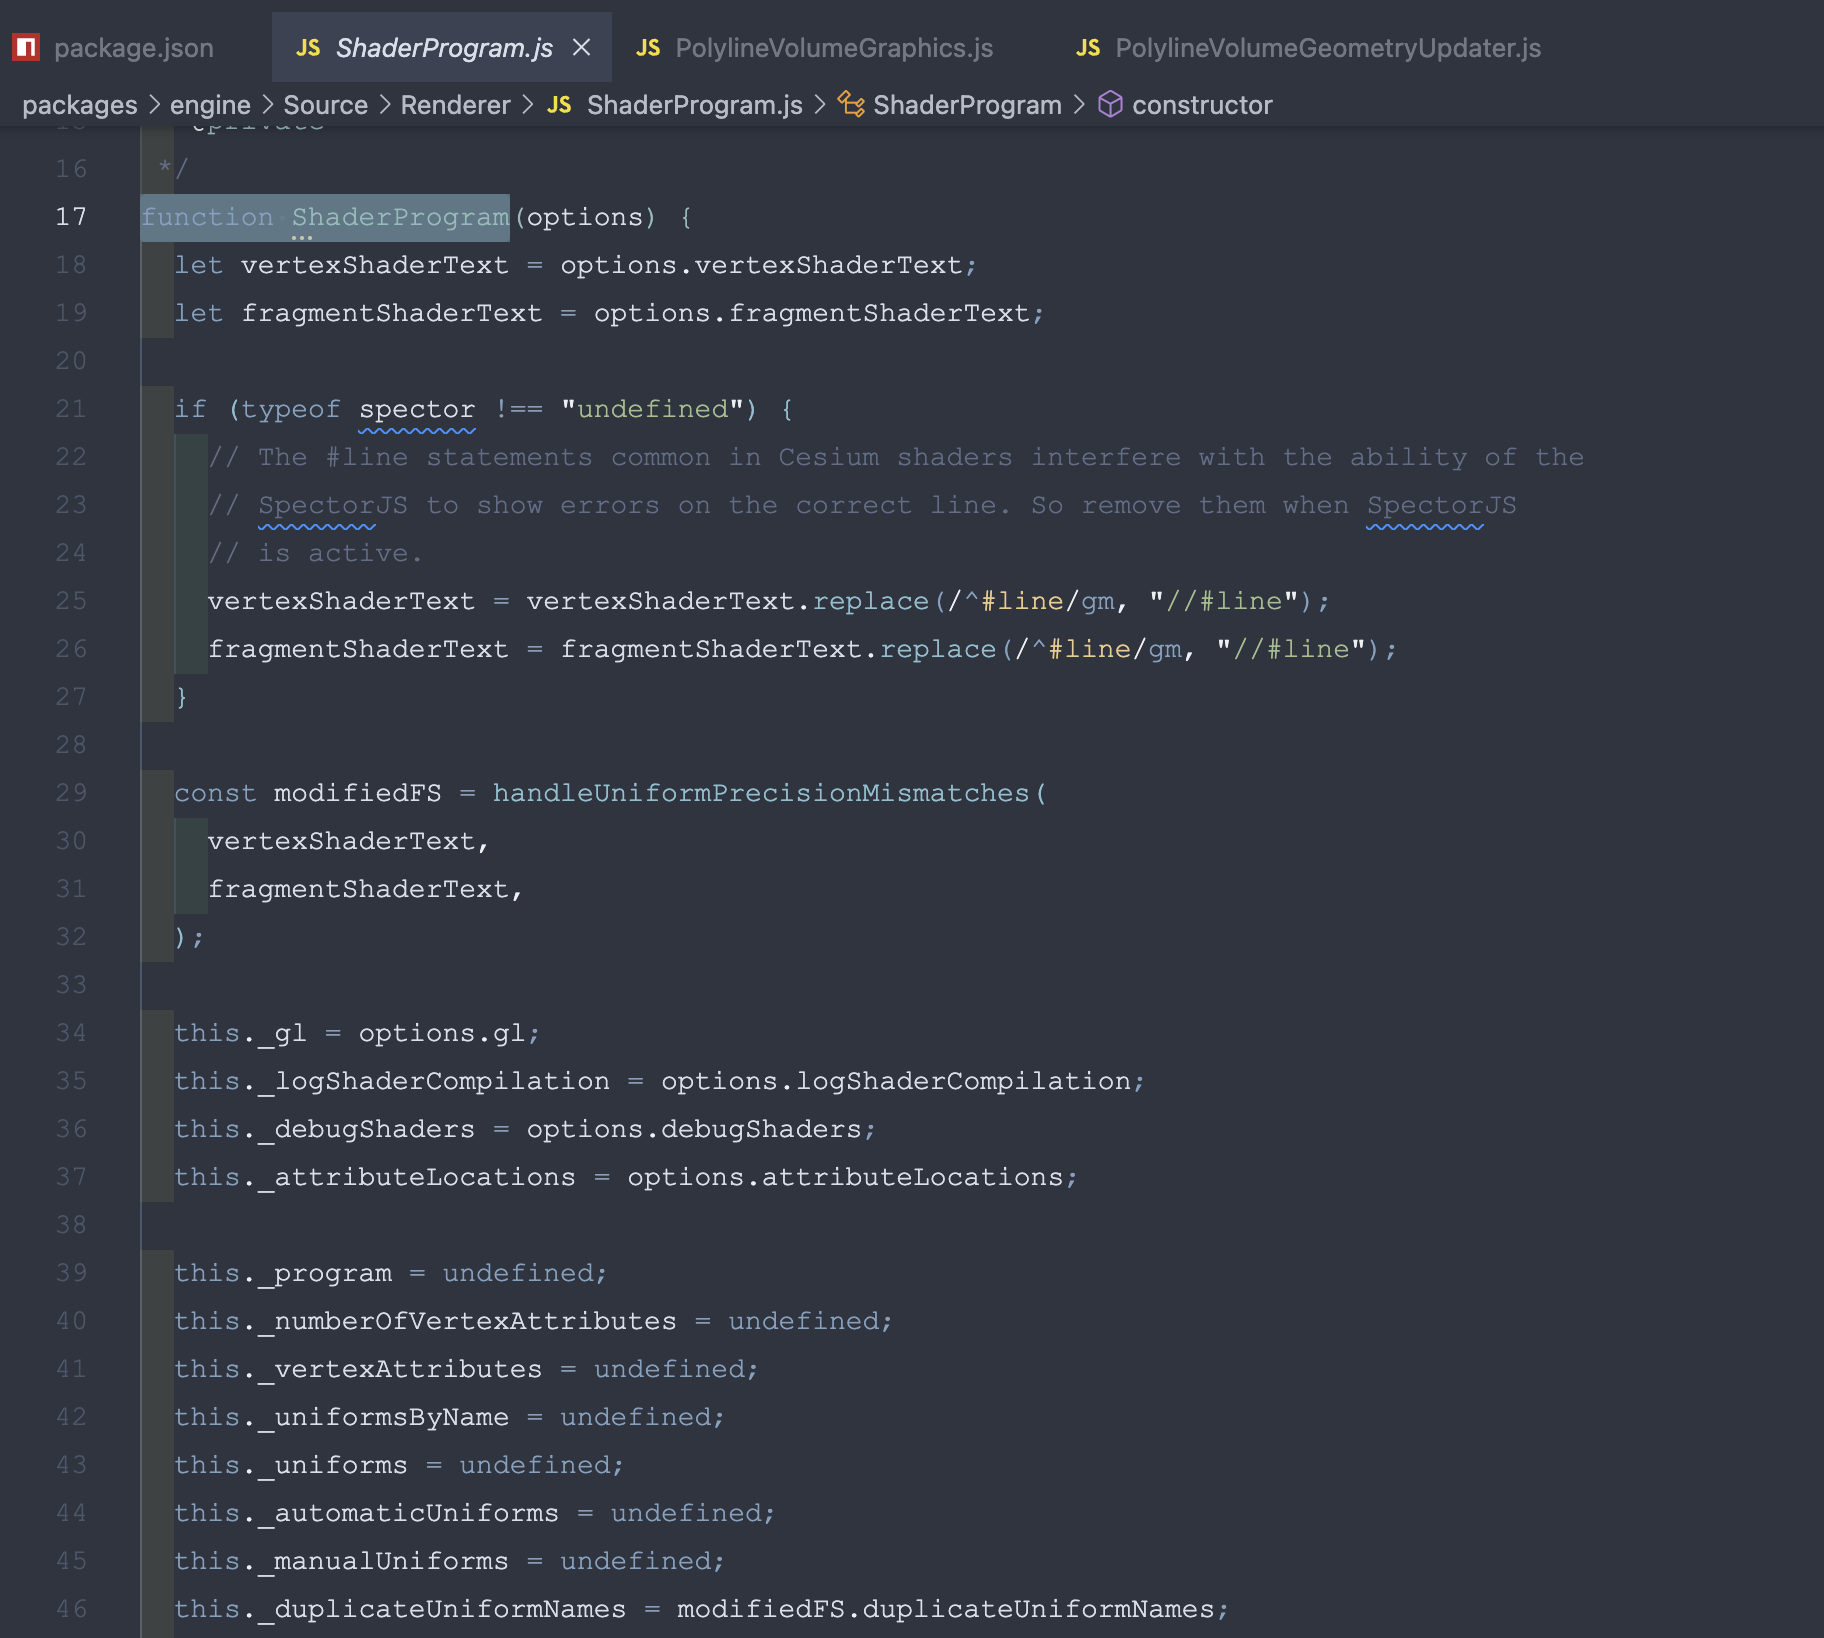 package.json JS ShaderProgram.js JS PolylineVolumeGraphics.js JS PolylineVolumeGeometryUpdater.js
packages > engine > Source > Renderer > JS ShaderProgram.js > ShaderProgram > constructor
16 */
17 function ShaderProgram(options) {
18 let vertexShaderText = options.vertexShaderText;
19 let fragmentShaderText = options.fragmentShaderText;
20
21 if (typeof spector !== "undefined") {
22 // The #line statements common in Cesium shaders interfere with the ability of the
23 // SpectorJS to show errors on the correct line. So remove them when SpectorJS
24 // is active.
25 vertexShaderText = vertexShaderText.replace(/^#line/gm, "//#line");
26 fragmentShaderText = fragmentShaderText.replace(/^#line/gm, "//#line");
27 }
28
29 const modifiedFS = handleUniformPrecisionMismatches(
30 vertexShaderText,
31 fragmentShaderText,
32 );
33
34 this._gl = options.gl;
35 this._logShaderCompilation = options.logShaderCompilation;
36 this._debugShaders = options.debugShaders;
37 this._attributeLocations = options.attributeLocations;
38
39 this._program = undefined;
40 this._numberOfVertexAttributes = undefined;
41 this._vertexAttributes = undefined;
42 this._uniformsByName = undefined;
43 this._uniforms = undefined;
44 this._automaticUniforms = undefined;
45 this._manualUniforms = undefined;
46 this._duplicateUniformNames = modifiedFS.duplicateUniformNames;